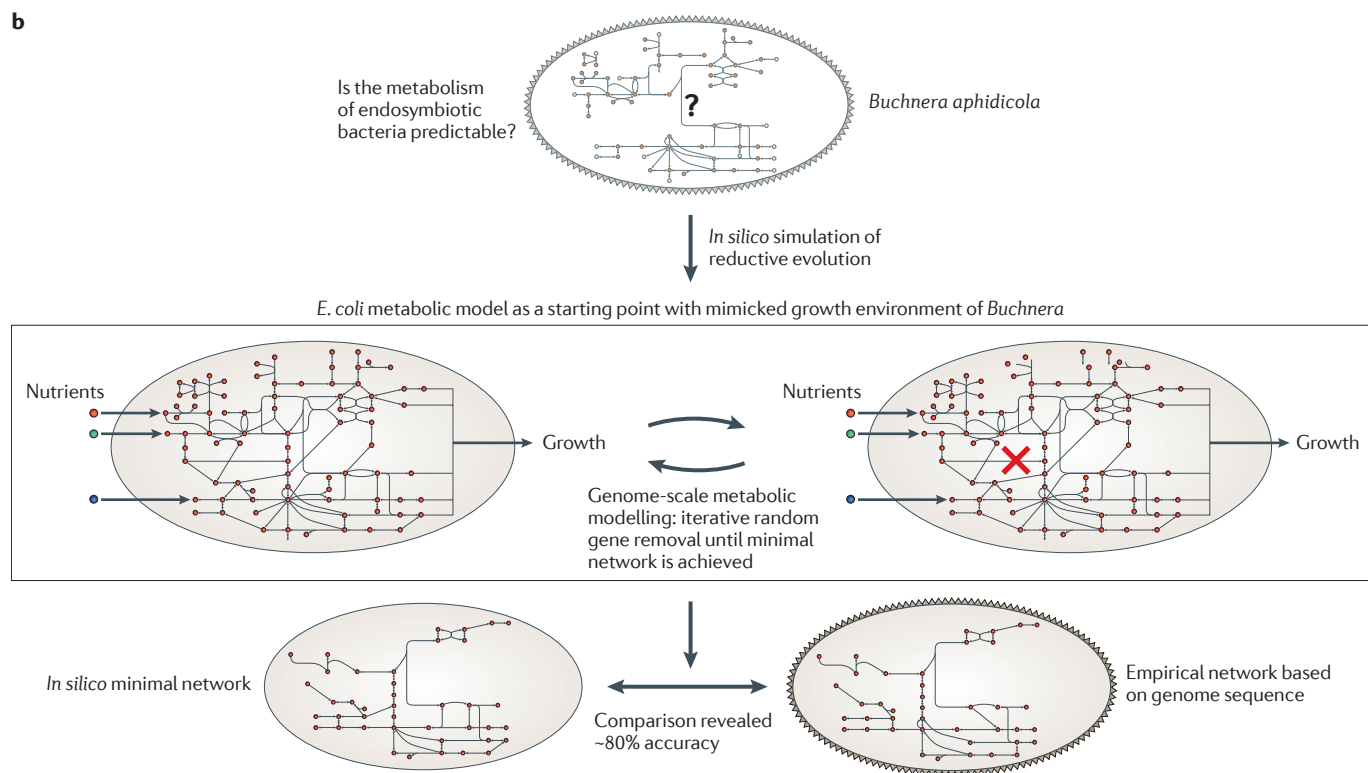 b
Is the metabolism
of endosymbiotic
bacteria predictable?
?
Buchnera aphidicola
In silico simulation of
reductive evolution
E. coli metabolic model as a starting point with mimicked growth environment of Buchnera
Nutrients
Growth
Nutrients
Growth
Genome-scale metabolic
modelling: iterative random
gene removal until minimal
network is achieved
In silico minimal network
Comparison revealed
~80% accuracy
Empirical network based
on genome sequence